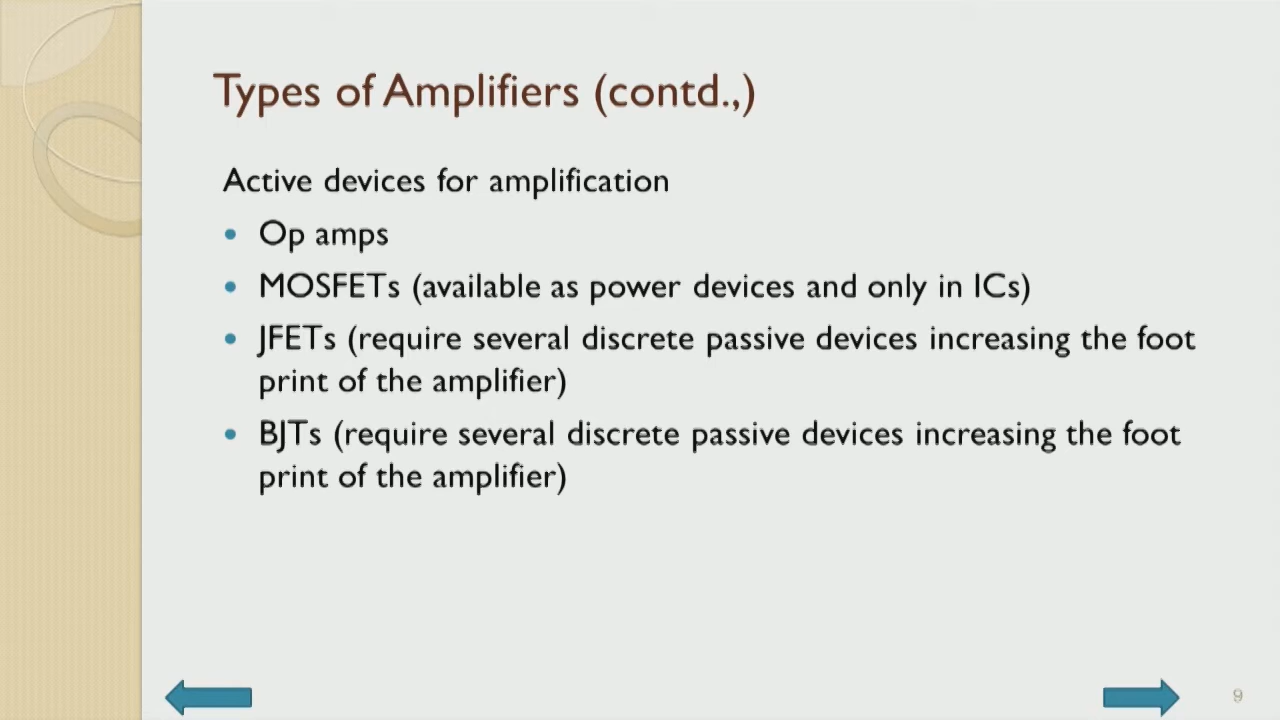 Types of Amplifiers (contd.,)
Active devices for amplification
• Op amps
• MOSFETs (available as power devices and only in ICs)
• JFETs (require several discrete passive devices increasing the foot
print of the amplifier)
• BJTs (require several discrete passive devices increasing the foot
print of the amplifier)
9